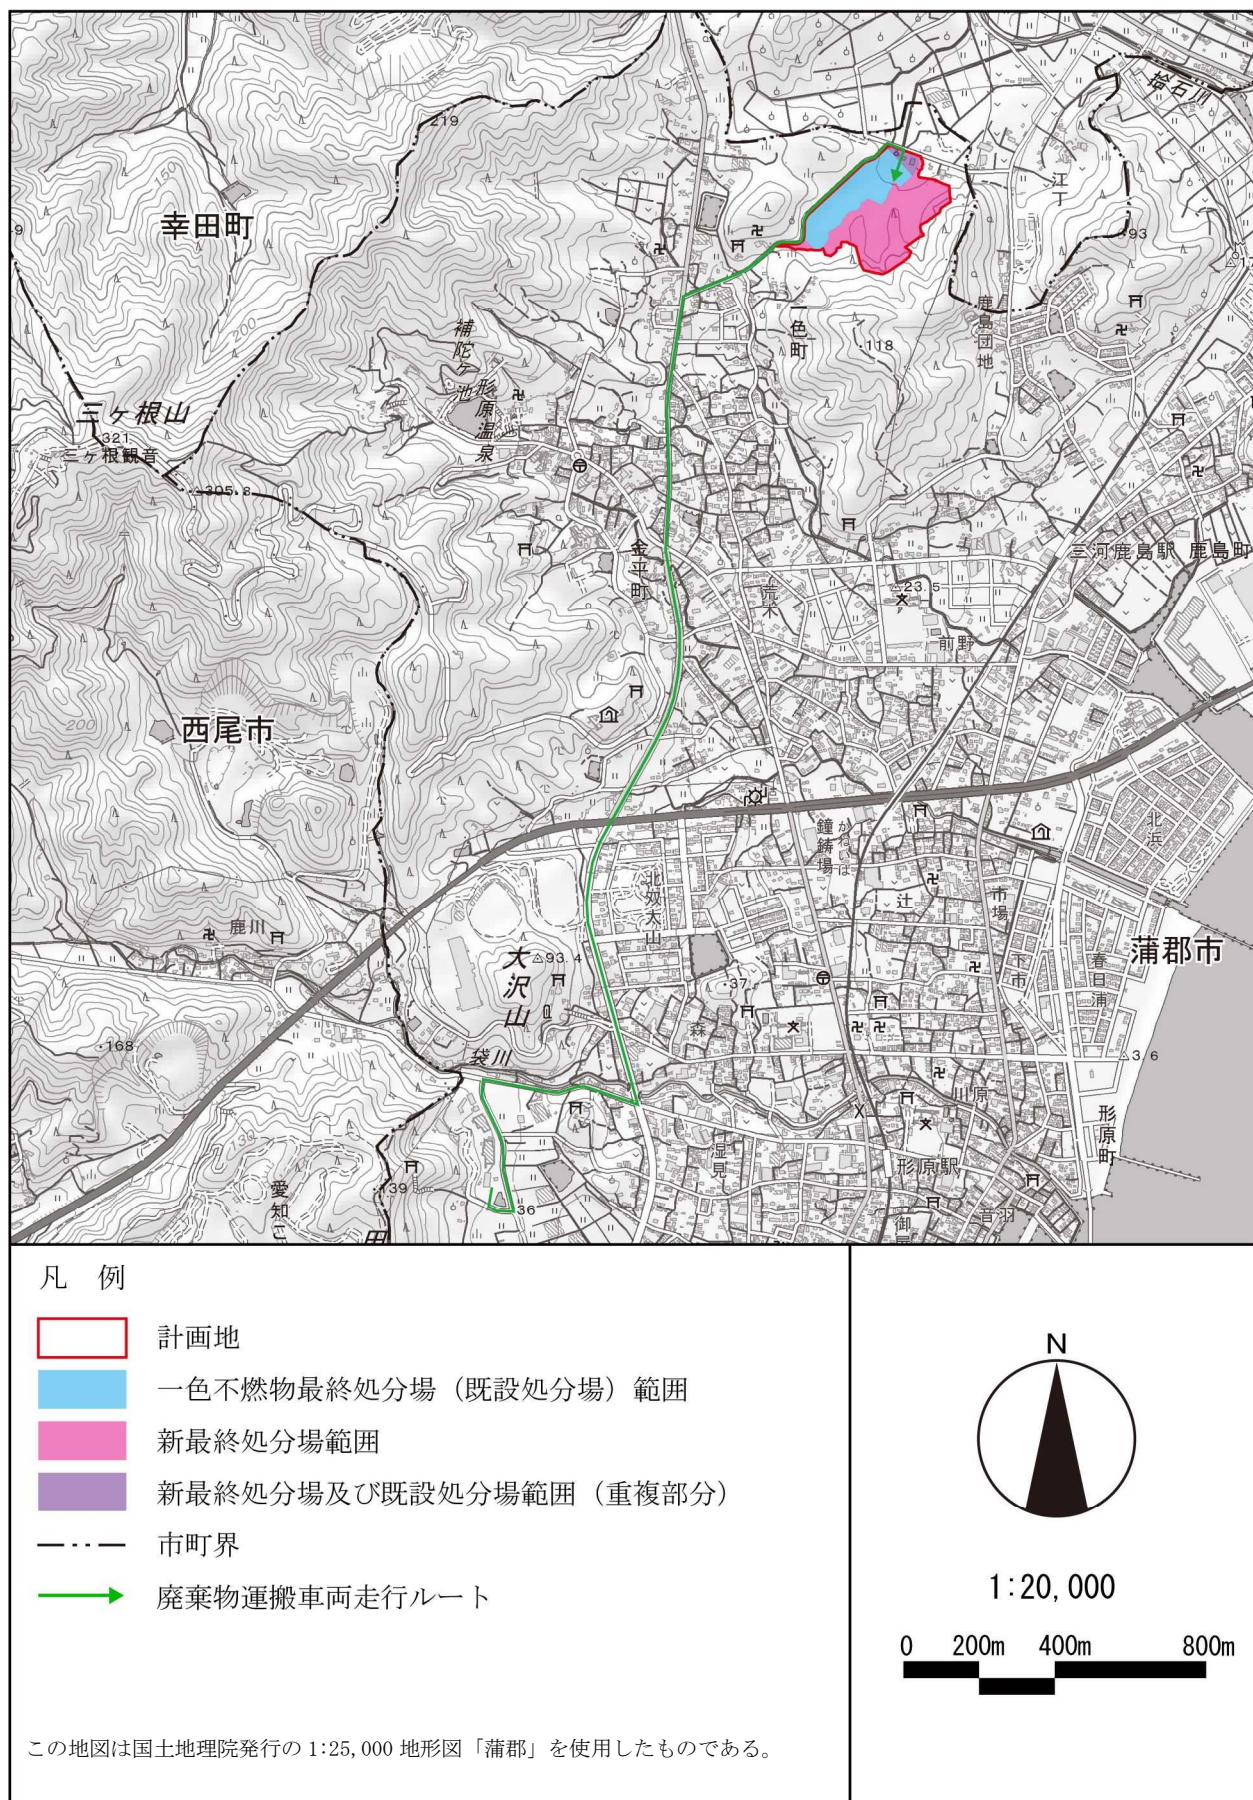 捨石川
219
江丁
幸田町
93
一色町
鹿島団地
118
200
補陀ヶ池
形原温泉
三ヶ根山
321
三ヶ根観音
305.8
三河鹿島駅 鹿島町
金平町
荒木
23.5
前野
西尾市
200
北浜
鐘鋳場
かねいば
辻
市場
北奴太山
鹿川
大沢山
93.4
下市
春日浦
蒲郡市
37
森
168
袋川
3.6
川原
形原町
湿見
形原駅
139
愛知
36
音羽
田
凡 例
計画地
一色不燃物最終処分場（既設処分場）範囲
新最終処分場範囲
新最終処分場及び既設処分場範囲（重複部分）
市町界
廃棄物運搬車両走行ルート
この地図は国土地理院発行の 1:25,000 地形図「蒲郡」を使用したものである。
N
1:20,000
0 200m 400m 800m